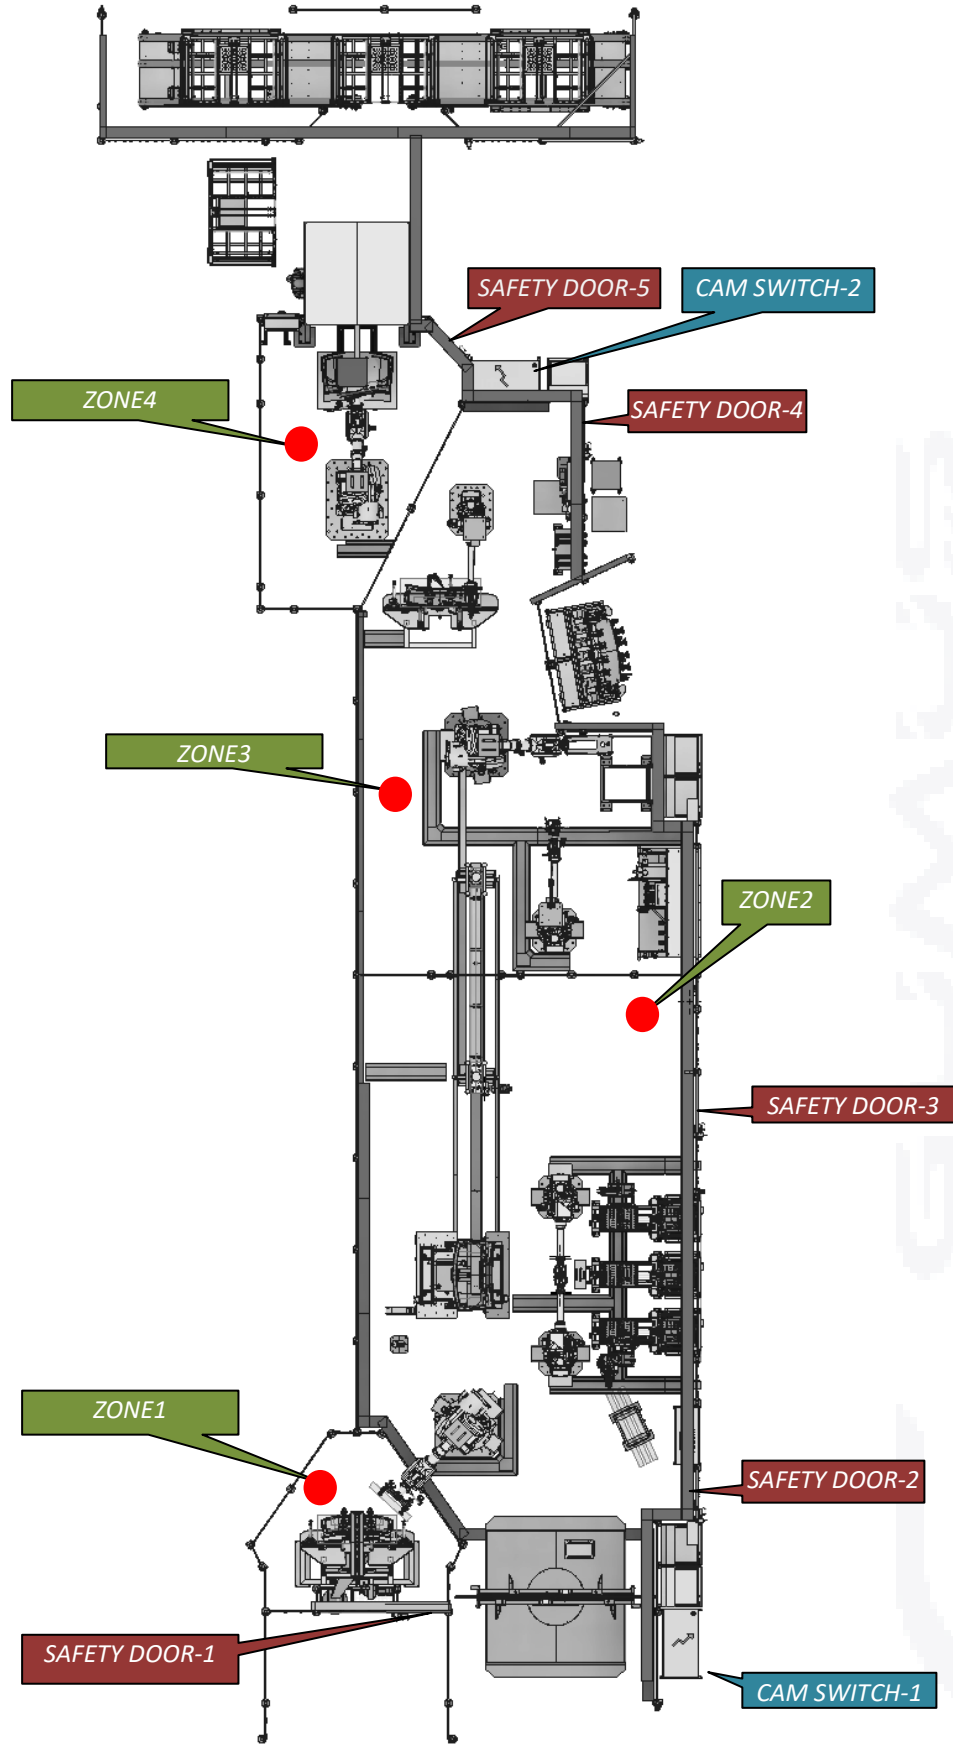 SAFETY DOOR-5
CAM SWITCH-2
ZONE4
SAFETY DOOR-4
ZONE3
ZONE2
SAFETY DOOR-3
ZONE1
SAFETY DOOR-2
SAFETY DOOR-1
CAM SWITCH-1